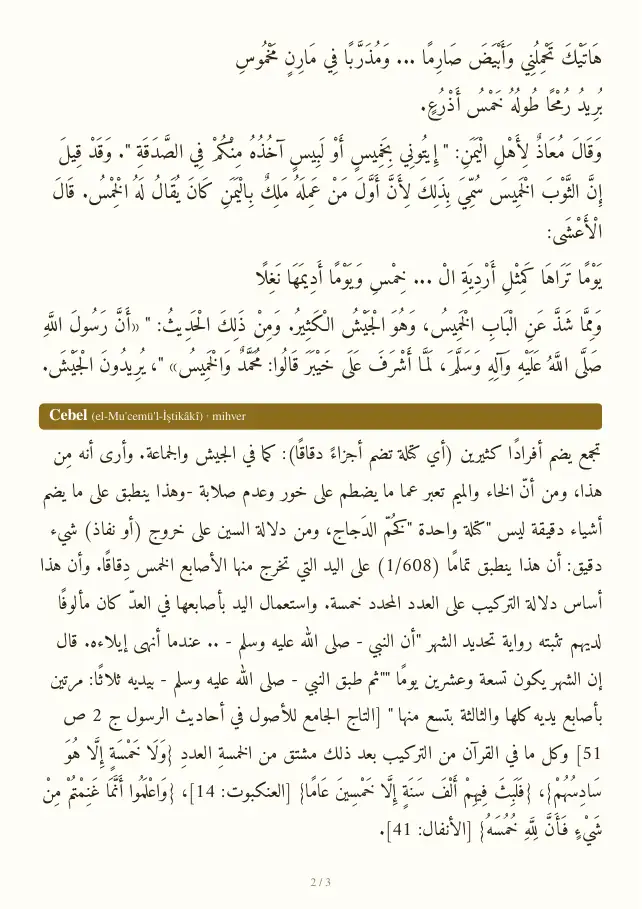 هَاتَيْكَ تَحْمِلُنِي وَأَبْيَضَ صَارِمًا ... وَمُذَرَّبًا فِي مَارِنٍ مَخْمُوسِ
يُرِيدُ رُمْحًا طُولُهُ خَمْسُ أَذْرُعٍ.
وَقَالَ مُعَاذٌ لِأَهْلِ الْيَمَنِ: " إِيتُونِي بِخَمِيسٍ أَوْ لَبِيسٍ آخُذُهُ مِنْكُمْ فِي الصَّدَقَةِ ". وَقَدْ قِيلَ
إِنَّ الثَّوْبَ الْخَمِيسَ سُمِّيَ بِذَلِكَ لِأَنَّ أَوَّلَ مَنْ عَمِلَهُ مَلِكٌ بِالْيَمَنِ كَانَ يُقَالُ لَهُ الْخِمْسُ. قَالَ
الْأَعْشَى:
يَوْمًا تَرَاهَا كَمِثْلِ أَرْدِيَةِ الْ ... خِمْسِ وَيَوْمًا أَدِيمَهَا نَغِلًا
وَمِمَّا شَذَّ عَنِ الْبَابِ الْخَمِيسُ، وَهُوَ الْجَيْشُ الْكَثِيرُ. وَمِنْ ذَلِكَ الْحَدِيثُ: " «أَنَّ رَسُولَ اللَّهِ
صَلَّى اللَّهُ عَلَيْهِ وَآلِهِ وَسَلَّمَ، لَمَّا أَشْرَفَ عَلَى خَيْبَرَ قَالُوا: مُحَمَّدٌ وَالْخَمِيسُ» "، يُرِيدُونَ الْجَيْشَ.
Cebel (el-Mu'cemü'l-İştikâkī) · mihver
تجمع يضم أفرادًا كثيرين (أي كتلة تضم أجزاءً دقاقًا): كما في الجيش والجماعة. وأرى أنه مِن
هذا، ومن أنّ الخاء والميم تعبر عما ما يضطم على خور وعدم صلابة -وهذا ينطبق على ما يضم
أشياء دقيقة ليس "كتلة واحدة "كخُمّ الدَجاج، ومن دلالة السين على خروج (أو نفاذ) شيء
دقيق: أن هذا ينطبق تمامًا (1/608) على اليد التي تخرج منها الأصابع الخمس دِقاقًا. وأن هذا
أساس دلالة التركيب على العدد المحدد خمسة. واستعمال اليد بأصابعها في العدّ كان مألوفًا
لديهم تثبته رواية تحديد الشهر "أن النبي - صلى الله عليه وسلم - .. عندما أنهى إيلاءه. قال
إن الشهر يكون تسعة وعشرين يومًا ""ثم طبق النبي - صلى الله عليه وسلم - بيديه ثلاثًا: مرتين
بأصابع يديه كلها والثالثة بتسع منها " [التاج الجامع للأصول في أحاديث الرسول ج 2 ص
51] وكل ما في القرآن من التركيب بعد ذلك مشتق من الخمسة العددِ {وَلَا خَمْسَةٍ إِلَّا هُوَ
سَادِسُهُمْ}، {فَلَبِثَ فِيهِمْ أَلْفَ سَنَةٍ إِلَّا خَمْسِينَ عَامًا} [العنكبوت: 14]، {وَاعْلَمُوا أَنَّمَا غَنِمْتُمْ مِنْ
شَيْءٍ فَأَنَّ لِلَّهِ خُمُسَهُ} [الأنفال: 41].
2 / 3